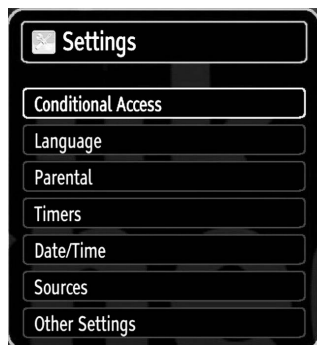 Settings
Conditional Access
Language
Parental
Timers
Date/Time
Sources
Other Settings